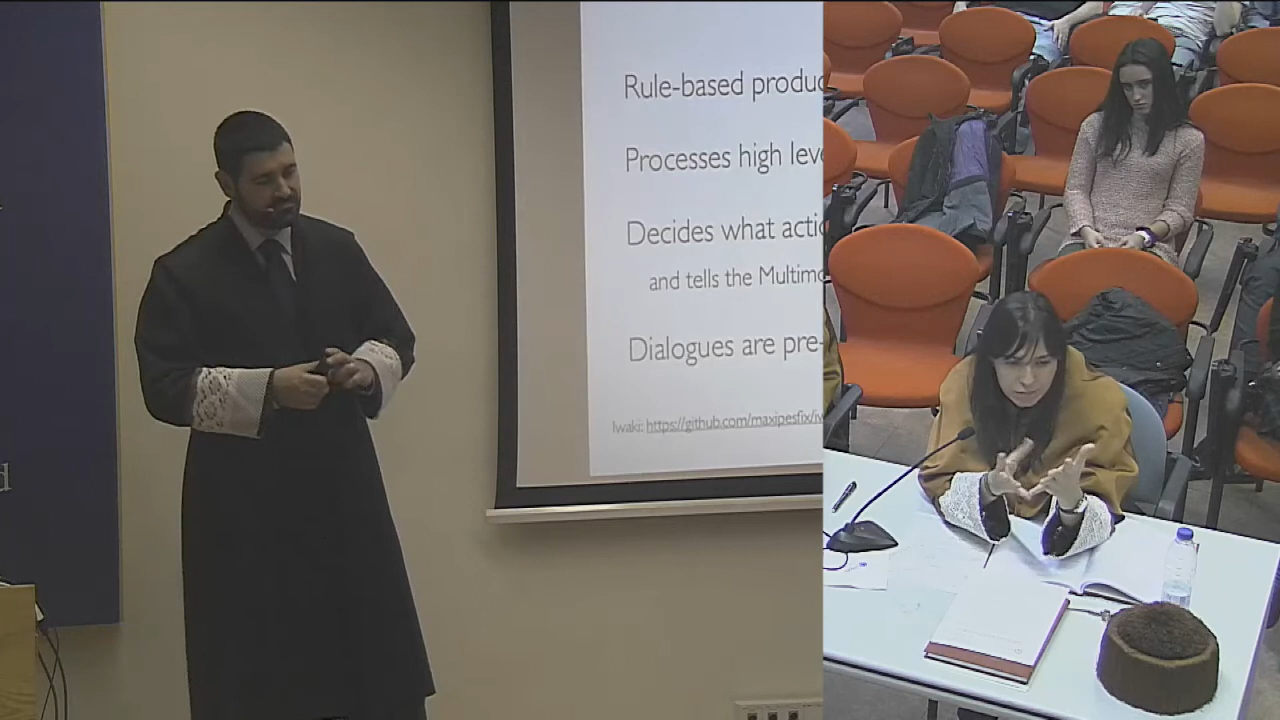 Rule-based produc
Processes high leve
Decides what actio
and tells the Multimo
Dialogues are pre-
Iwaki: https://github.com/maxipesfix/iw
d